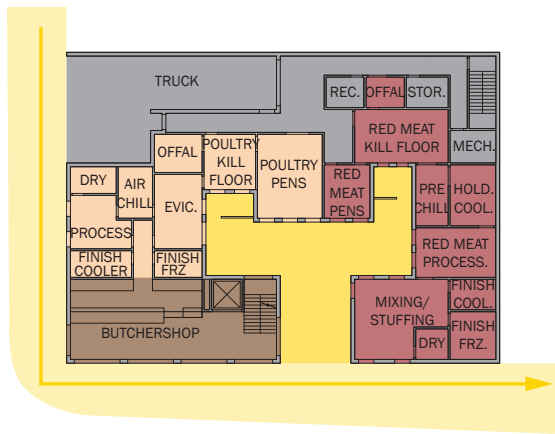 TRUCK
REC.
OFFAL
STOR.
RED MEAT
KILL FLOOR
MECH.
OFFAL
POULTRY
KILL
FLOOR
POULTRY
PENS
RED
MEAT
PENS
DRY
AIR
CHILL
EVIC.
PRE
CHILL
HOLD.
COOL.
PROCESS
RED MEAT
PROCESS.
FINISH
COOLER
FINISH
FRZ
MIXING/
STUFFING
FINISH
COOL.
BUTCHERSHOP
DRY
FINISH
FRZ.